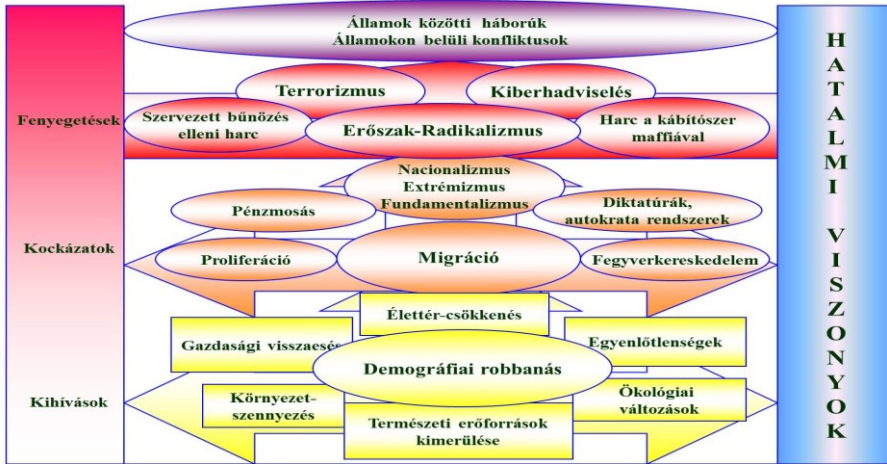 Államok közötti háborúk
Államokon belüli konfliktusok
Fenyegetések
Terrorizmus
Kiberhadviselés
Szervezett bűnözés
elleni harc
Erőszak-Radikalizmus
Harc a kábítószer
maffiával
Nacionalizmus
Extrémizmus
Fundamentalizmus
Kockázatok
Pénzmosás
Diktatúrák,
autokrata rendszerek
Proliferáció
Migráció
Fegyverkereskedelem
Kihívások
Élettér-csökkenés
Gazdasági visszaesés
Egyenlőtlenségek
Demográfiai robbanás
Környezet-
szennyezés
Ökológiai
változások
Természeti erőforrások
kimerülése
HATALMI VISZONYOK